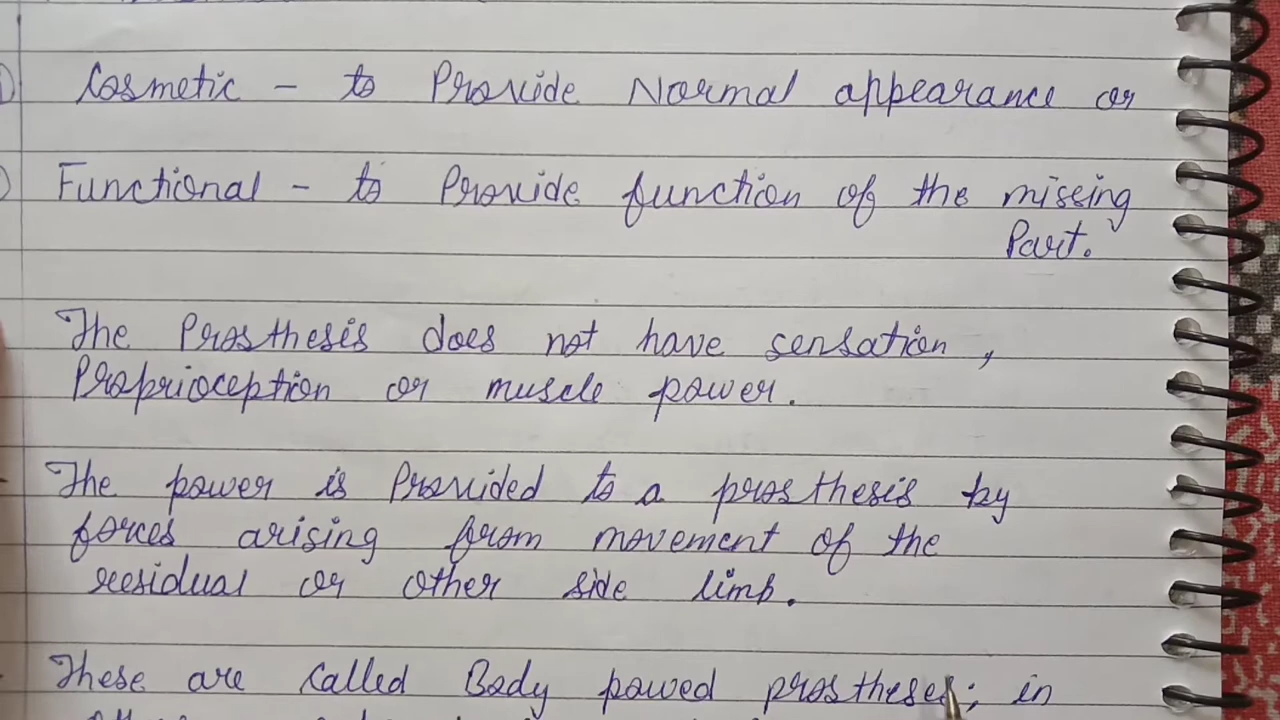 Cosmetic - to Provide Normal appearance or
Functional - to Provide function of the missing
Part.
The Prosthesis does not have sensation,
Proprioception or muscle power.
The power is Provided to a prosthesis by
forces arising from movement of the
residual or other side limb.
These are called Body powed prostheses; in